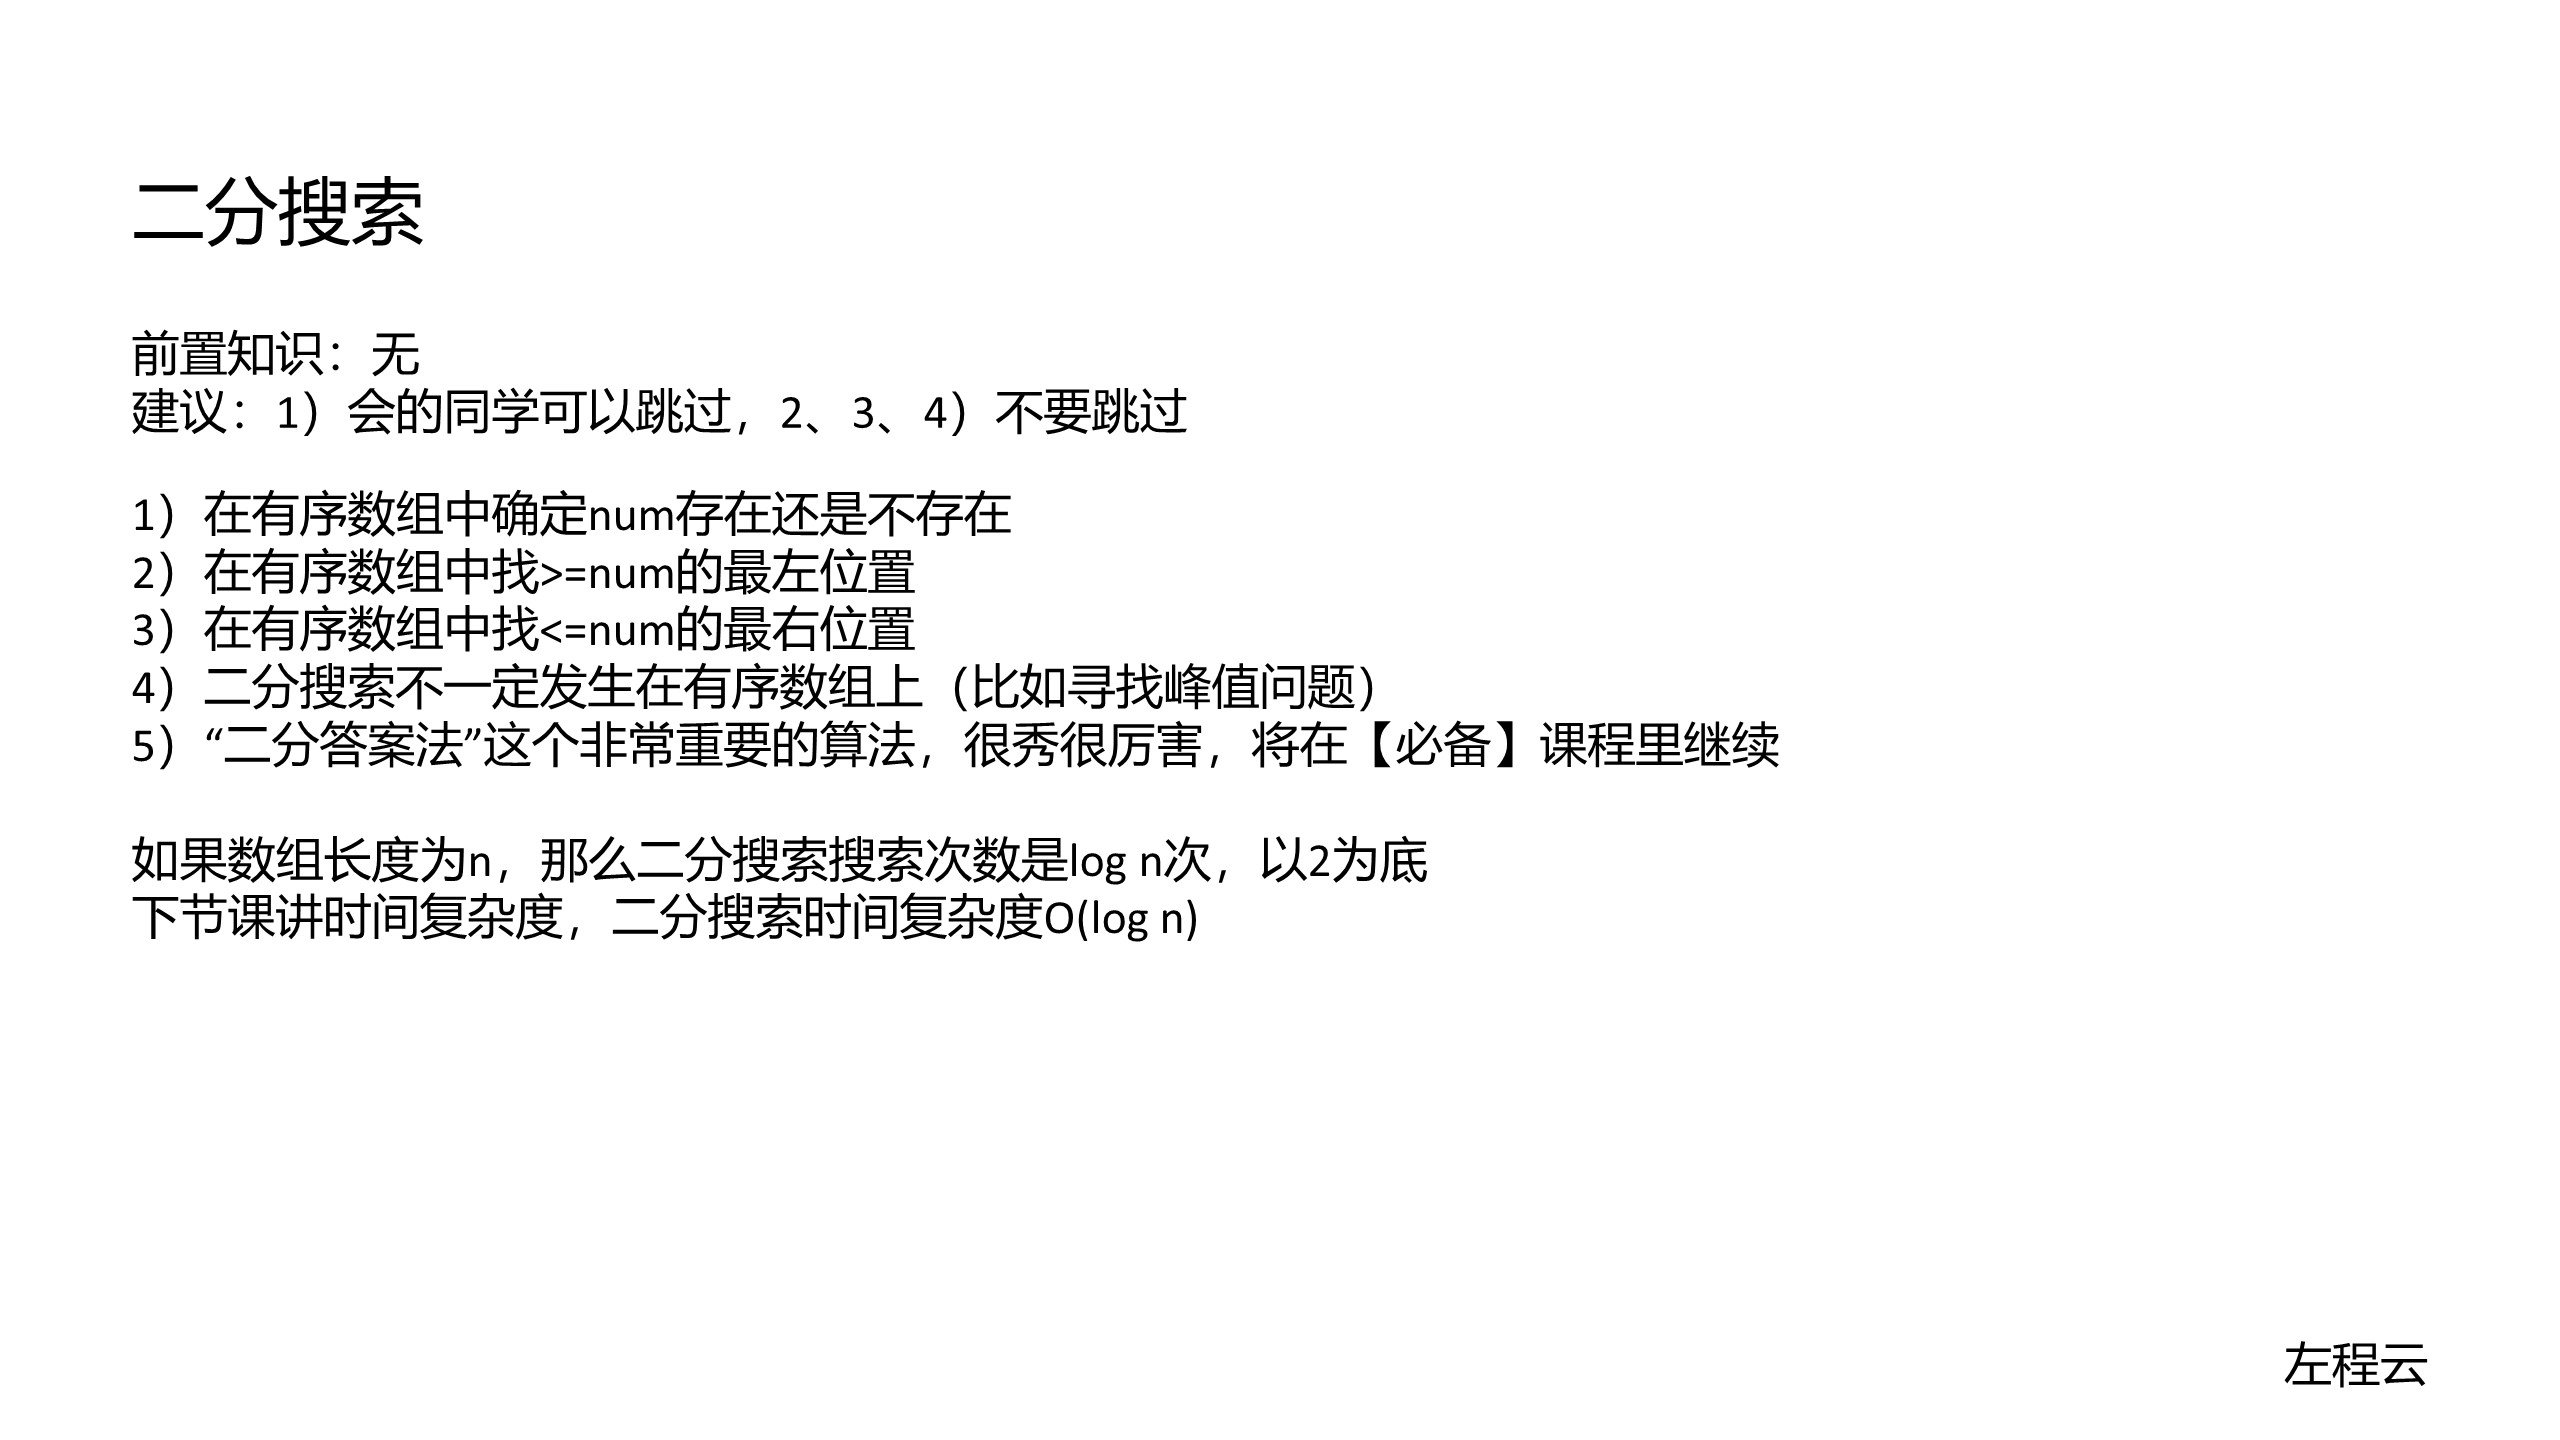 二分搜索
前置知识：无
建议：1）会的同学可以跳过，2、3、4）不要跳过
1）在有序数组中确定num存在还是不存在
2）在有序数组中找>=num的最左位置
3）在有序数组中找<=num的最右位置
4）二分搜索不一定发生在有序数组上（比如寻找峰值问题）
5）“二分答案法”这个非常重要的算法，很秀很厉害，将在【必备】课程里继续
如果数组长度为n，那么二分搜索搜索次数是log n次，以2为底
下节课讲时间复杂度，二分搜索时间复杂度O(log n)
左程云